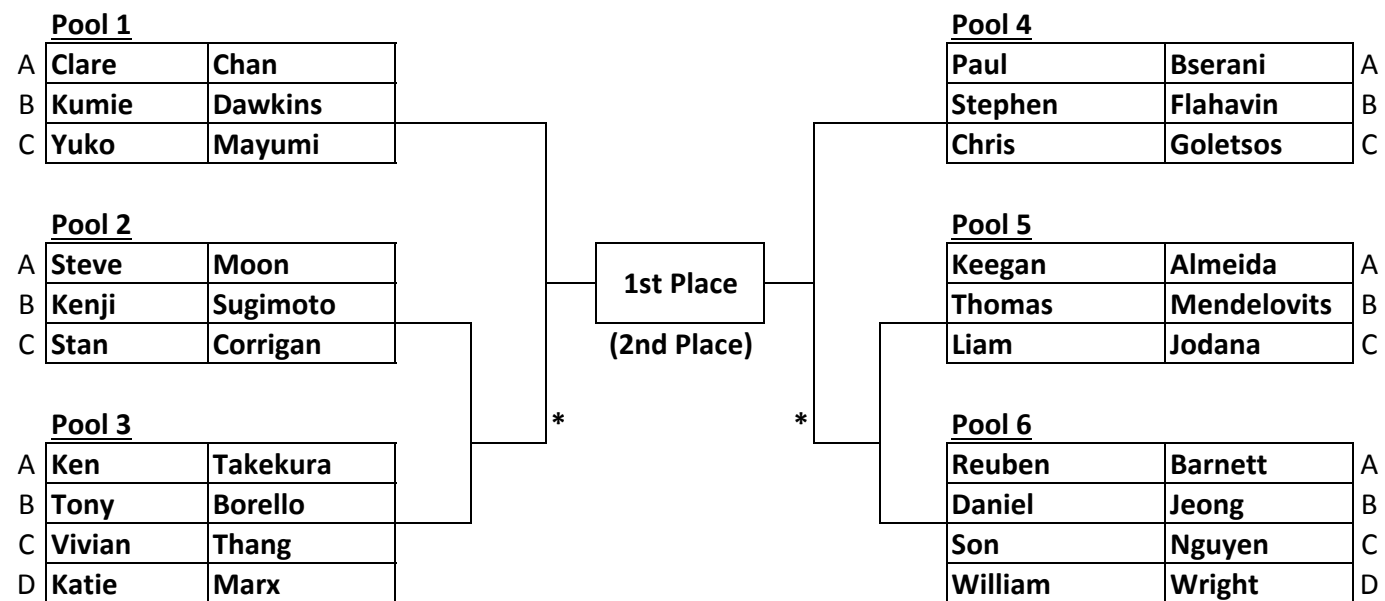 Pool 1
A Clare Chan
B Kumie Dawkins
C Yuko Mayumi
Pool 2
A Steve Moon
B Kenji Sugimoto
C Stan Corrigan
Pool 3
A Ken Takekura
B Tony Borello
C Vivian Thang
D Katie Marx
*
1st Place
(2nd Place)
*
Pool 4
Paul Bserani A
Stephen Flahavin B
Chris Goletsos C
Pool 5
Keegan Almeida A
Thomas Mendelovits B
Liam Jodana C
Pool 6
Reuben Barnett A
Daniel Jeong B
Son Nguyen C
William Wright D